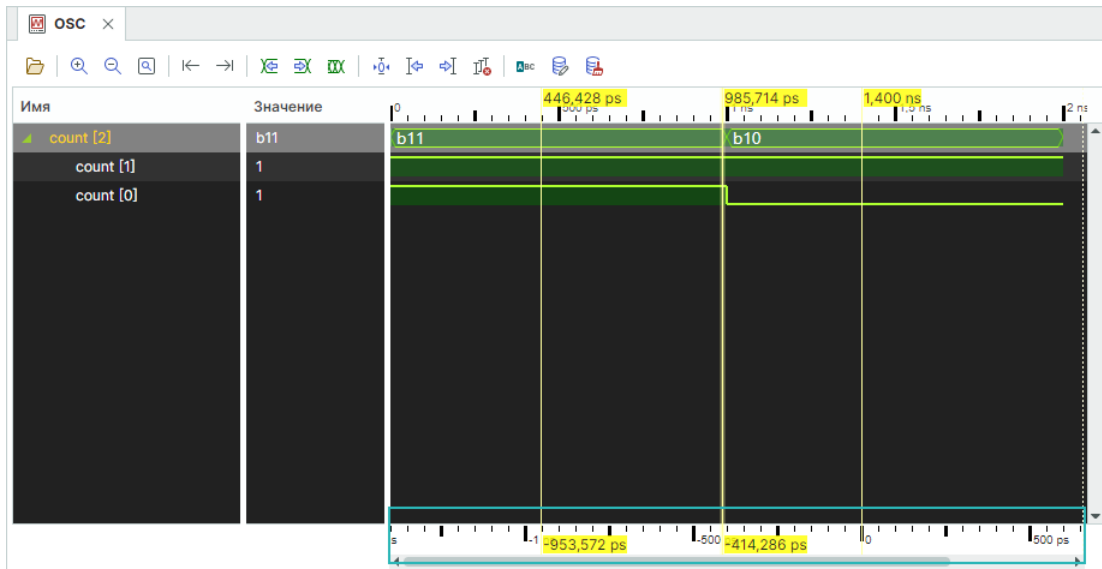 OSC
ABC
Имя Значение 0 446,428 ps 500 ps 985,714 ps 1 ns 1,400 ns 1,5 ns 2 ns
count [2] b11 b11 b10
count [1] 1
count [0] 1
s -1 -953,572 ps -500 -414,286 ps 0 500 ps